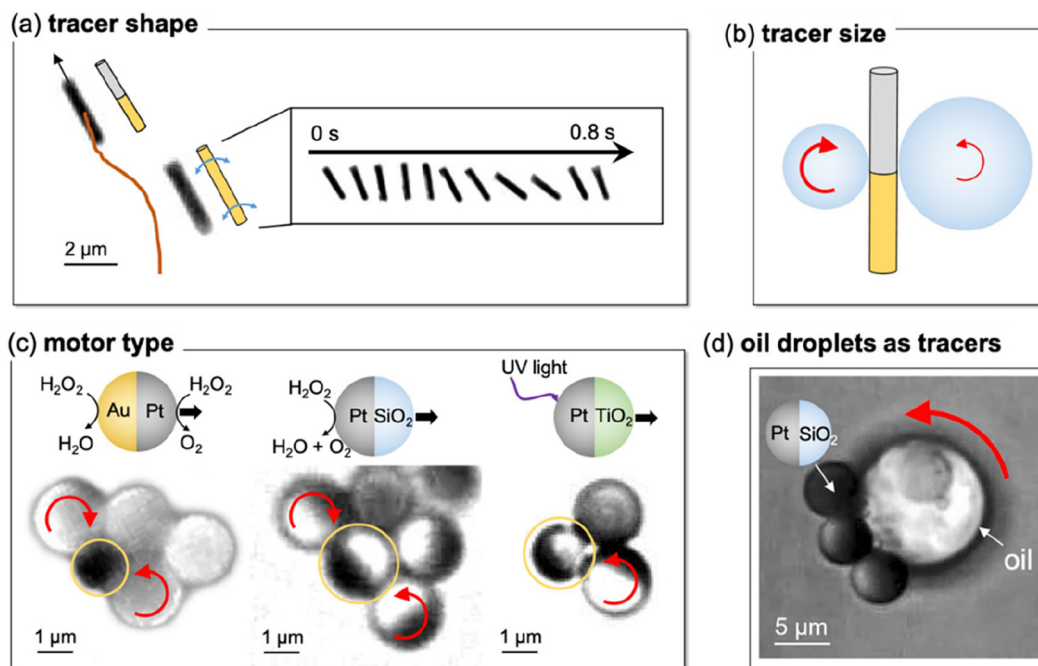 (a) tracer shape
0 s
0.8 s
2 μm
(b) tracer size
(c) motor type
H₂O₂
Au
Pt
H₂O₂
H₂O
O₂
H₂O₂
Pt
SiO₂
H₂O + O₂
UV light
Pt
TiO₂
1 μm
1 μm
1 μm
(d) oil droplets as tracers
Pt
SiO₂
oil
5 μm